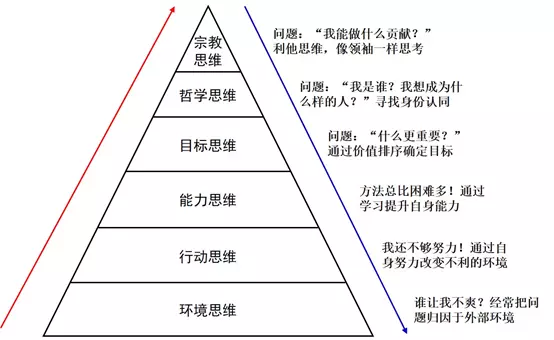 宗教
思维
问题：“我能做什么贡献？”
利他思维，像领袖一样思考
哲学思维
问题：“我是谁？我想成为什
么样的人？”寻找身份认同
目标思维
问题：“什么更重要？”
通过价值排序确定目标
能力思维
方法总比困难多！通过
学习提升自身能力
行动思维
我还不够努力！通过自
身努力改变不利的环境
环境思维
谁让我不爽？经常把问
题归因于外部环境